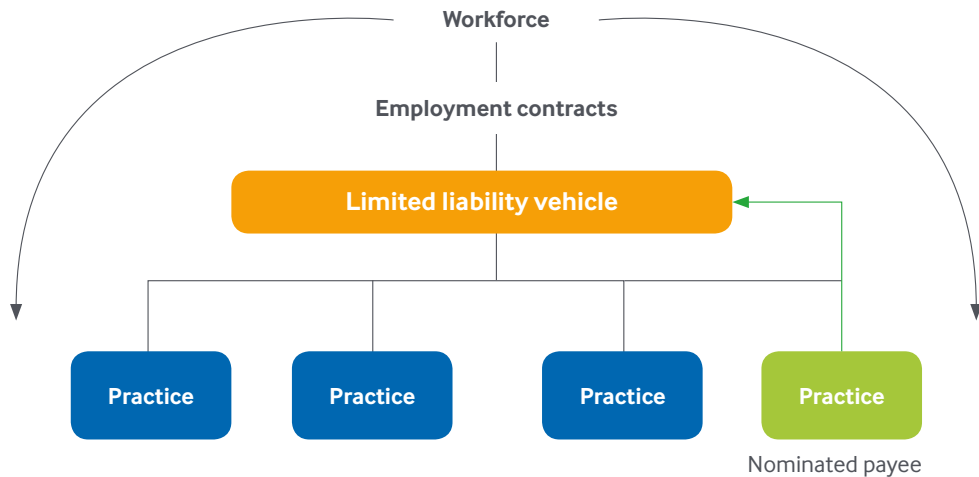 Workforce
Employment contracts
Limited liability vehicle
Practice
Practice
Practice
Practice
Nominated payee